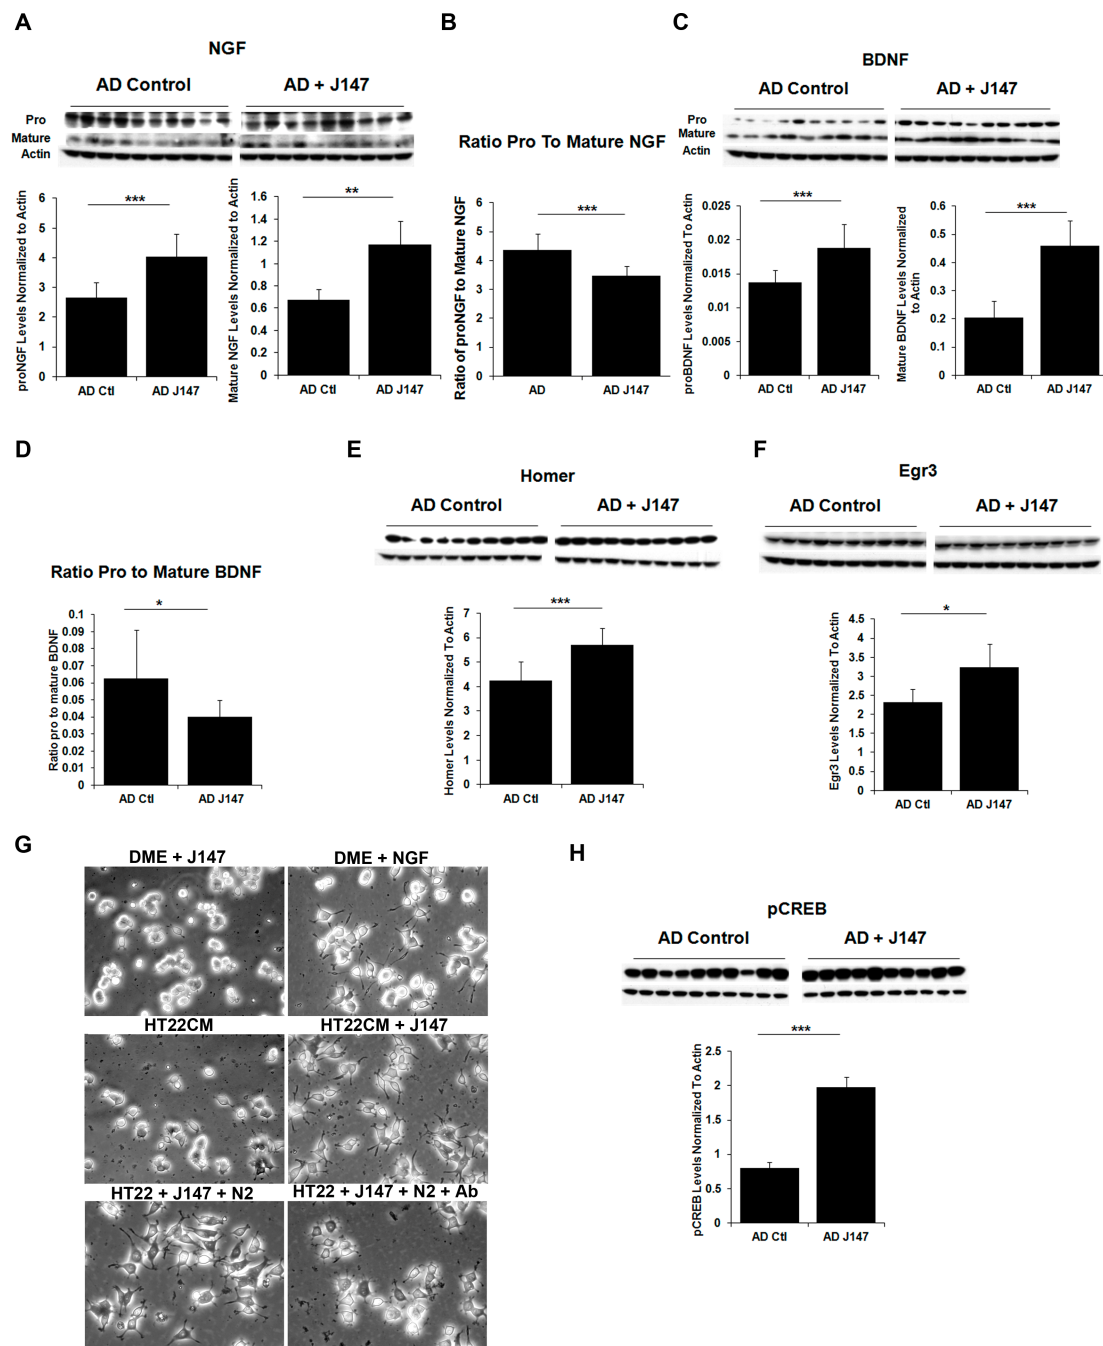 A
NGF
AD Control
AD + J147
Pro
Mature
Actin
proNGF Levels Normalized to Actin
6
5
4
3
2
1
0
***
AD Ctl
AD J147
Mature NGF Levels Normalized to Actin
1.6
1.4
1.2
1
0.8
0.6
0.4
0.2
0
**
AD Ctl
AD J147
B
Ratio Pro To Mature NGF
Ratio of proNGF to Mature NGF
6
5
4
3
2
1
0
***
AD
AD J147
C
BDNF
AD Control
AD + J147
Pro
Mature
Actin
proBDNF Levels Normalized To Actin
0.025
0.02
0.015
0.01
0.005
0
***
AD Ctl
AD J147
Mature BDNF Levels Normalized
to Actin
0.6
0.5
0.4
0.3
0.2
0.1
0
***
AD Ctl
AD J147
D
Ratio Pro to Mature BDNF
Ratio pro to mature BDNF
0.1
0.09
0.08
0.07
0.06
0.05
0.04
0.03
0.02
0.01
0
*
AD Ctl
AD J147
E
Homer
AD Control
AD + J147
Homer Levels Normalized To Actin
7
6
5
4
3
2
1
0
***
AD Ctl
AD J147
F
Egr3
AD Control
AD + J147
Egr3 Levels Normalized To Actin
4.5
4
3.5
3
2.5
2
1.5
1
0.5
0
*
AD Ctl
AD J147
G
DME + J147
DME + NGF
HT22CM
HT22CM + J147
HT22 + J147 + N2
HT22 + J147 + N2 + Ab
H
pCREB
AD Control
AD + J147
pCREB Levels Normalized To Actin
2.5
2
1.5
1
0.5
0
***
AD Ctl
AD J147